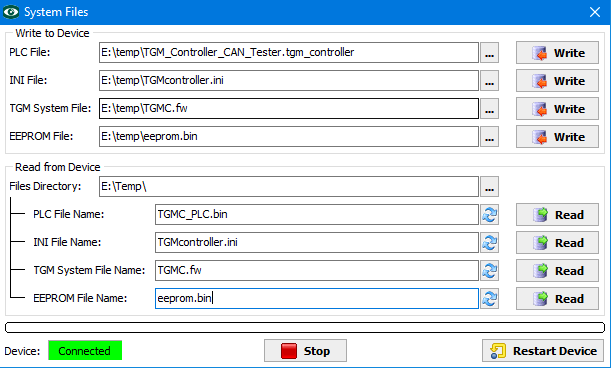 System Files
Write to Device
PLC File: E:\temp\TGM_Controller_CAN_Tester.tgm_controller ... Write
INI File: E:\temp\TGMcontroller.ini ... Write
TGM System File: E:\temp\TGMC.fw ... Write
EEPROM File: E:\temp\eeprom.bin ... Write
Read from Device
Files Directory: E:\Temp\ ...
PLC File Name: TGMC_PLC.bin Read
INI File Name: TGMcontroller.ini Read
TGM System File Name: TGMC.fw Read
EEPROM File Name: eeprom.bin Read
Device: Connected Stop Restart Device